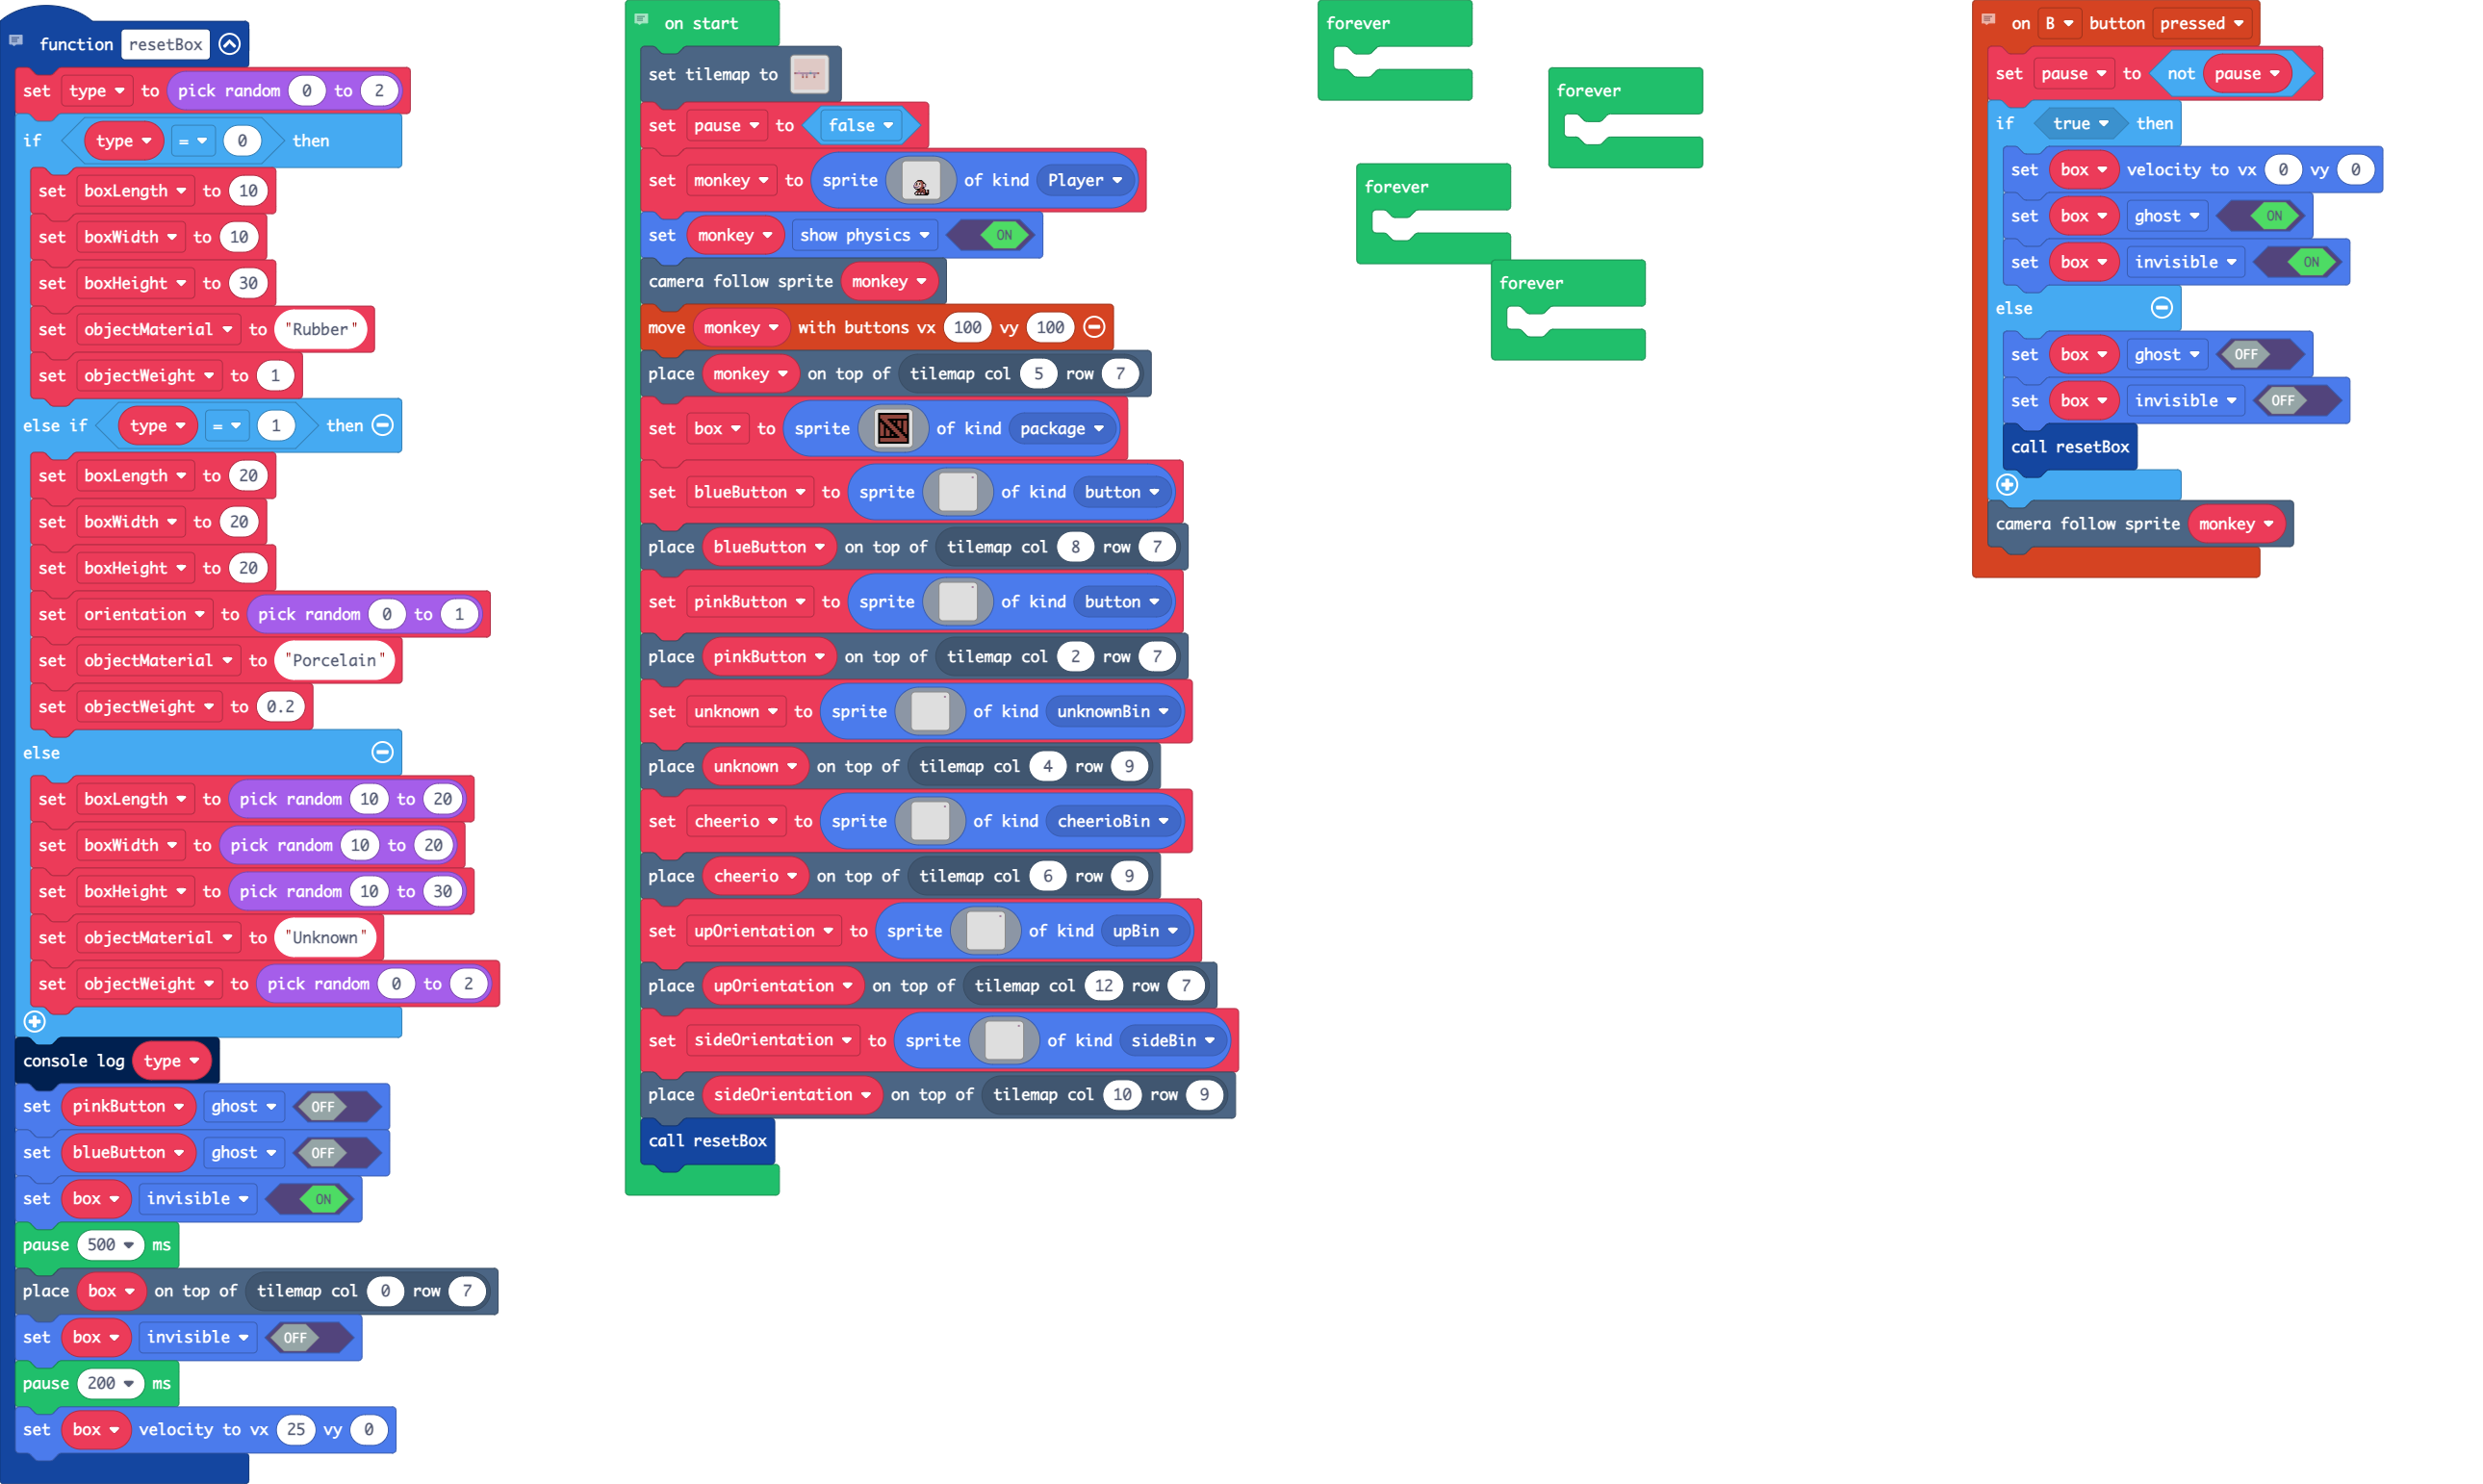 function resetBox
set type to pick random 0 to 2
if type = 0 then
set boxLength to 10
set boxWidth to 10
set boxHeight to 30
set objectMaterial to "Rubber"
set objectWeight to 1
else if type = 1 then
set boxLength to 20
set boxWidth to 20
set boxHeight to 20
set orientation to pick random 0 to 1
set objectMaterial to "Porcelain"
set objectWeight to 0.2
else
set boxLength to pick random 10 to 20
set boxWidth to pick random 10 to 20
set boxHeight to pick random 10 to 30
set objectMaterial to "Unknown"
set objectWeight to pick random 0 to 2
console log type
set pinkButton ghost OFF
set blueButton ghost OFF
set box invisible ON
pause 500 ms
place box on top of tilemap col 0 row 7
set box invisible OFF
pause 200 ms
set box velocity to vx 25 vy 0
on start
set tilemap to
set pause to false
set monkey to sprite of kind Player
set monkey show physics ON
camera follow sprite monkey
move monkey with buttons vx 100 vy 100
place monkey on top of tilemap col 5 row 7
set box to sprite of kind package
set blueButton to sprite of kind button
place blueButton on top of tilemap col 8 row 7
set pinkButton to sprite of kind button
place pinkButton on top of tilemap col 2 row 7
set unknown to sprite of kind unknownBin
place unknown on top of tilemap col 4 row 9
set cheerio to sprite of kind cheerioBin
place cheerio on top of tilemap col 6 row 9
set upOrientation to sprite of kind upBin
place upOrientation on top of tilemap col 12 row 7
set sideOrientation to sprite of kind sideBin
place sideOrientation on top of tilemap col 10 row 9
call resetBox
forever
forever
forever
forever
on B button pressed
set pause to not pause
if true then
set box velocity to vx 0 vy 0
set box ghost ON
set box invisible ON
else
set box ghost OFF
set box invisible OFF
call resetBox
camera follow sprite monkey